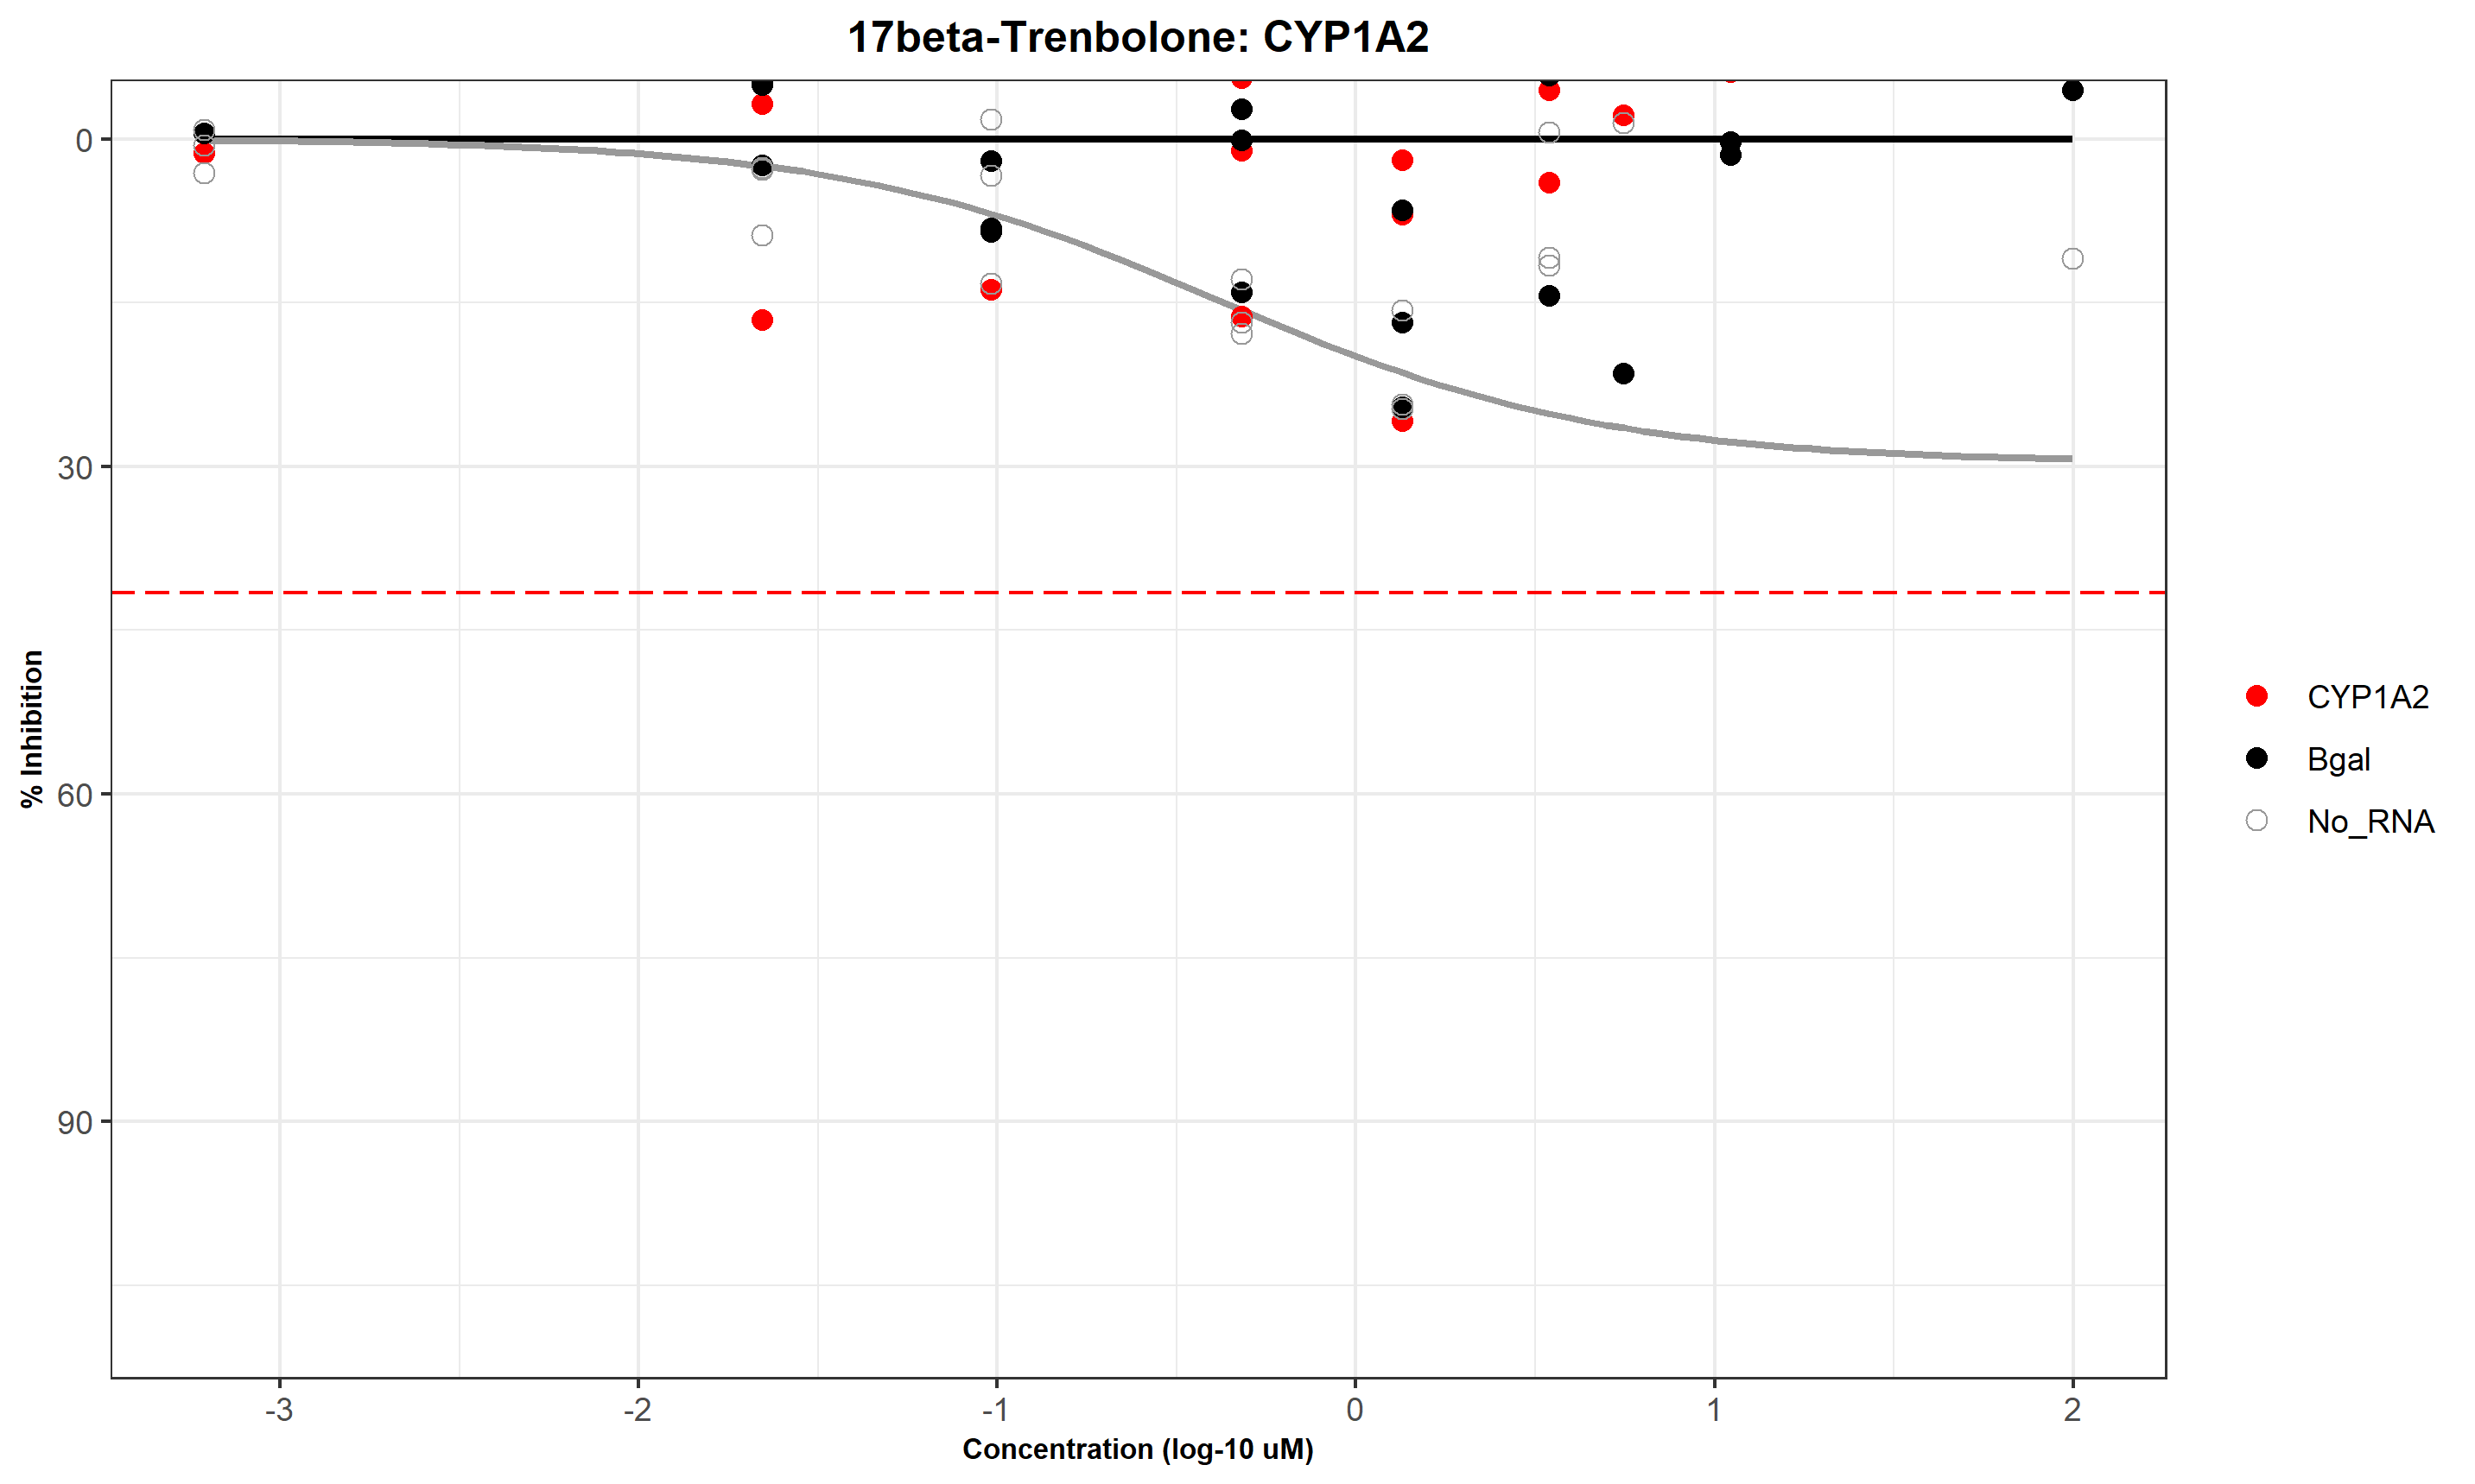 17beta-Trenbolone: CYP1A2
0
30
60
90
% Inhibition
-3
-2
-1
0
1
2
Concentration (log-10 uM)
CYP1A2
Bgal
No_RNA